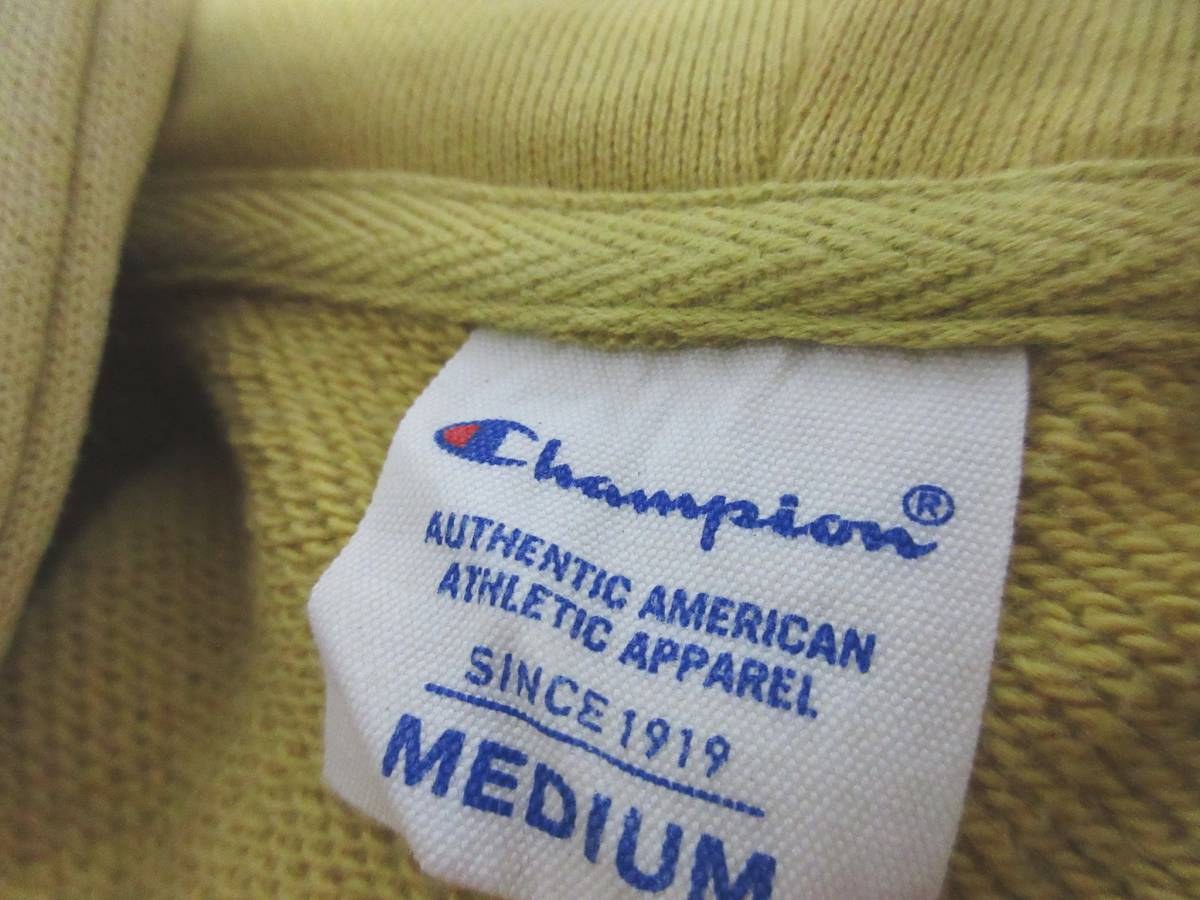 Champion®
AUTHENTIC AMERICAN
ATHLETIC APPAREL
SINCE 1919
MEDIUM